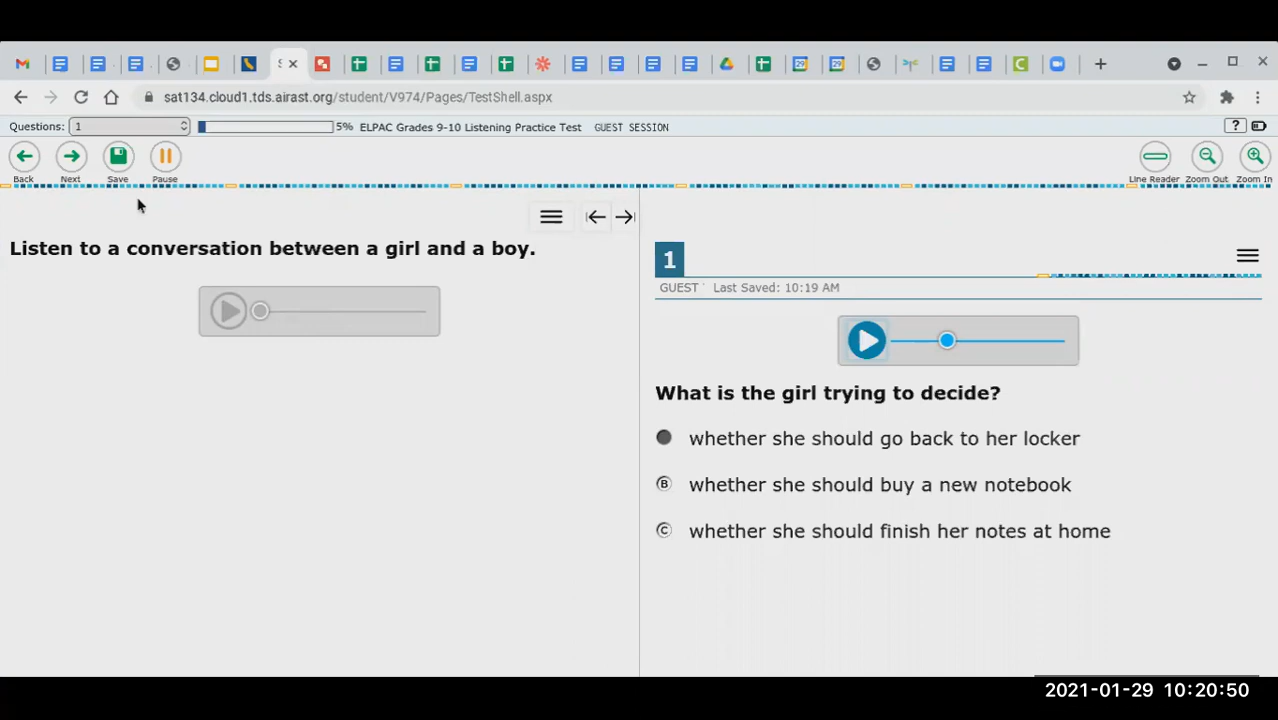 sat134.cloud1.tds.airast.org/student/V974/Pages/TestShell.aspx
Questions: 1 5% ELPAC Grades 9-10 Listening Practice Test GUEST SESSION ?
Back Next Save Pause Line Reader Zoom Out Zoom In
Listen to a conversation between a girl and a boy.
1
GUEST Last Saved: 10:19 AM
What is the girl trying to decide?
whether she should go back to her locker
B whether she should buy a new notebook
C whether she should finish her notes at home
2021-01-29 10:20:50